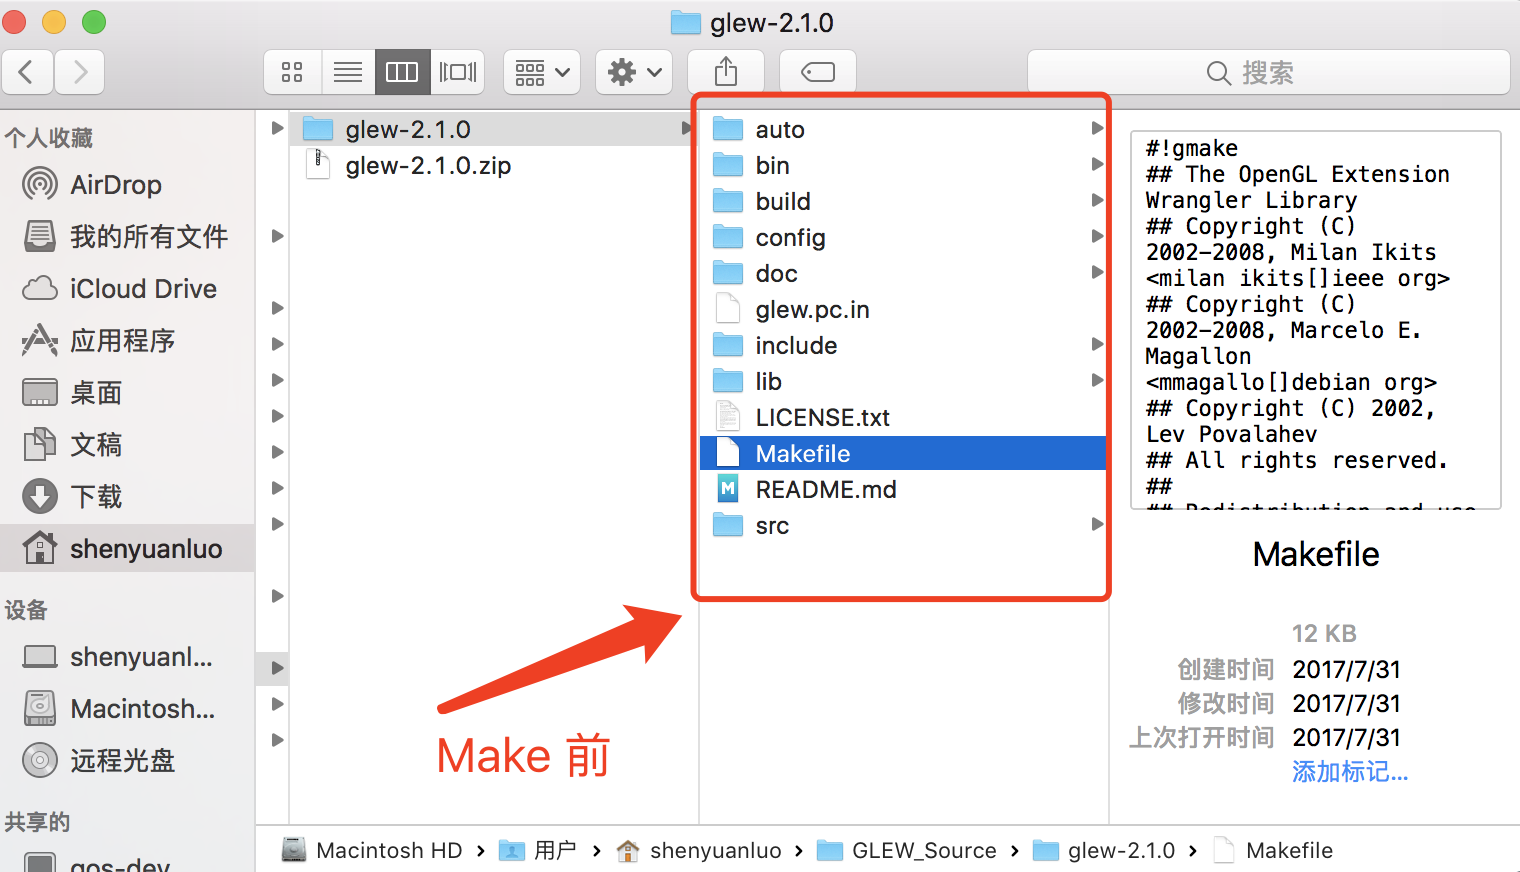 glew-2.1.0
搜索
个人收藏
AirDrop
我的所有文件
iCloud Drive
应用程序
桌面
文稿
下载
shenyuanluo
设备
shenyuanl...
Macintosh...
远程光盘
共享的
qos-dev
glew-2.1.0
glew-2.1.0.zip
auto
bin
build
config
doc
glew.pc.in
include
lib
LICENSE.txt
Makefile
README.md
src
Make 前
#!gmake
## The OpenGL Extension
Wrangler Library
## Copyright (C)
2002-2008, Milan Ikits
<milan ikits[]ieee org>
## Copyright (C)
2002-2008, Marcelo E.
Magallon
<mmagallo[]debian org>
## Copyright (C) 2002,
Lev Povalahev
## All rights reserved.
##
## Redistribution and use
Makefile
12 KB
创建时间 2017/7/31
修改时间 2017/7/31
上次打开时间 2017/7/31
添加标记...
Macintosh HD › 用户 › shenyuanluo › GLEW_Source › glew-2.1.0 › Makefile